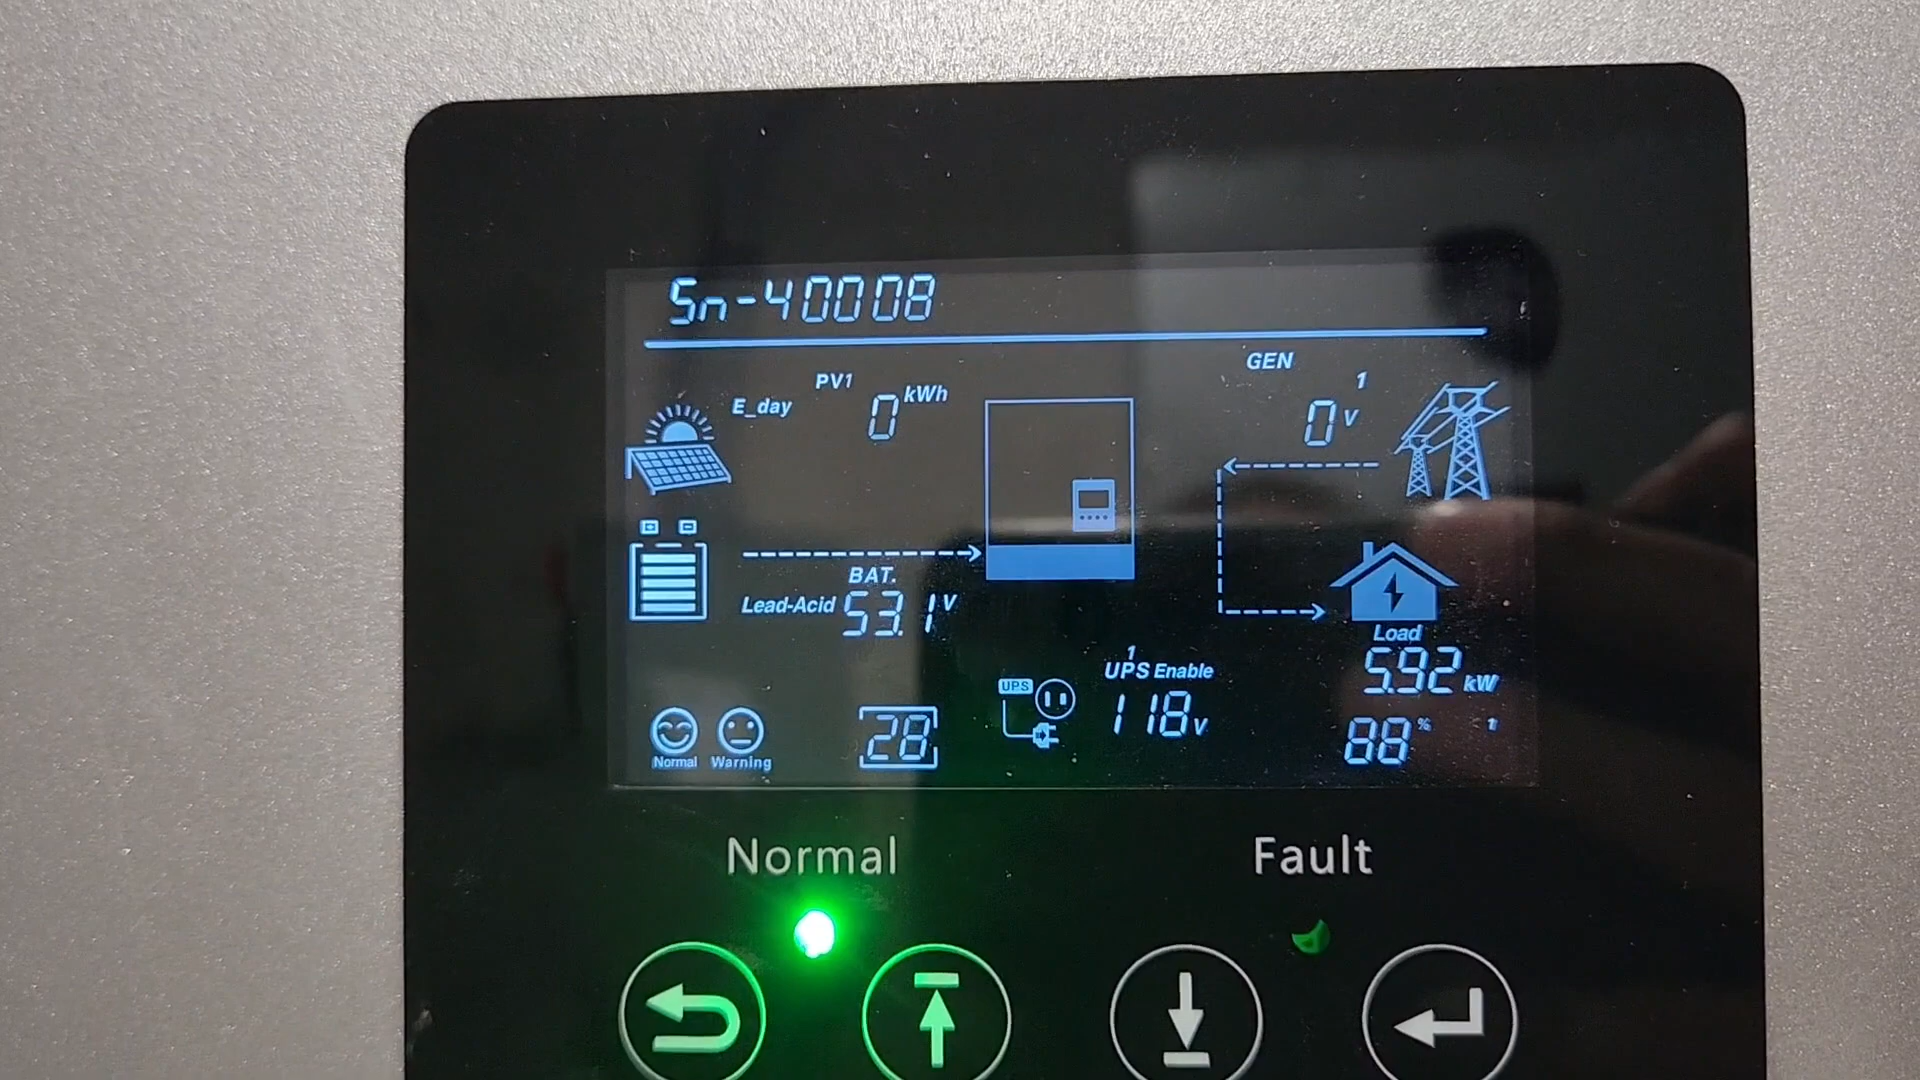 Sn-40008
PV1
E_day 0 kWh
GEN
1
0 V
BAT.
Lead-Acid 53.1 V
Load
5.92 kW
88 %
1
UPS Enable
UPS
118 V
Normal Warning
28
Normal Fault